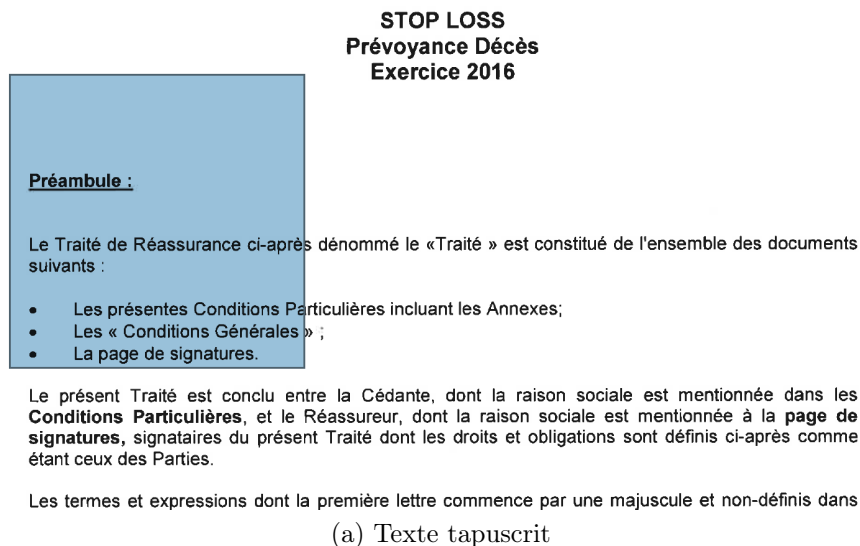 STOP LOSS
Prévoyance Décès
Exercice 2016
Préambule :
Le Traité de Réassurance ci-après dénommé le «Traité » est constitué de l'ensemble des documents
suivants :
• Les présentes Conditions Particulières incluant les Annexes;
• Les « Conditions Générales » ;
• La page de signatures.
Le présent Traité est conclu entre la Cédante, dont la raison sociale est mentionnée dans les
Conditions Particulières, et le Réassureur, dont la raison sociale est mentionnée à la page de
signatures, signataires du présent Traité dont les droits et obligations sont définis ci-après comme
étant ceux des Parties.
Les termes et expressions dont la première lettre commence par une majuscule et non-définis dans
(a) Texte tapuscrit